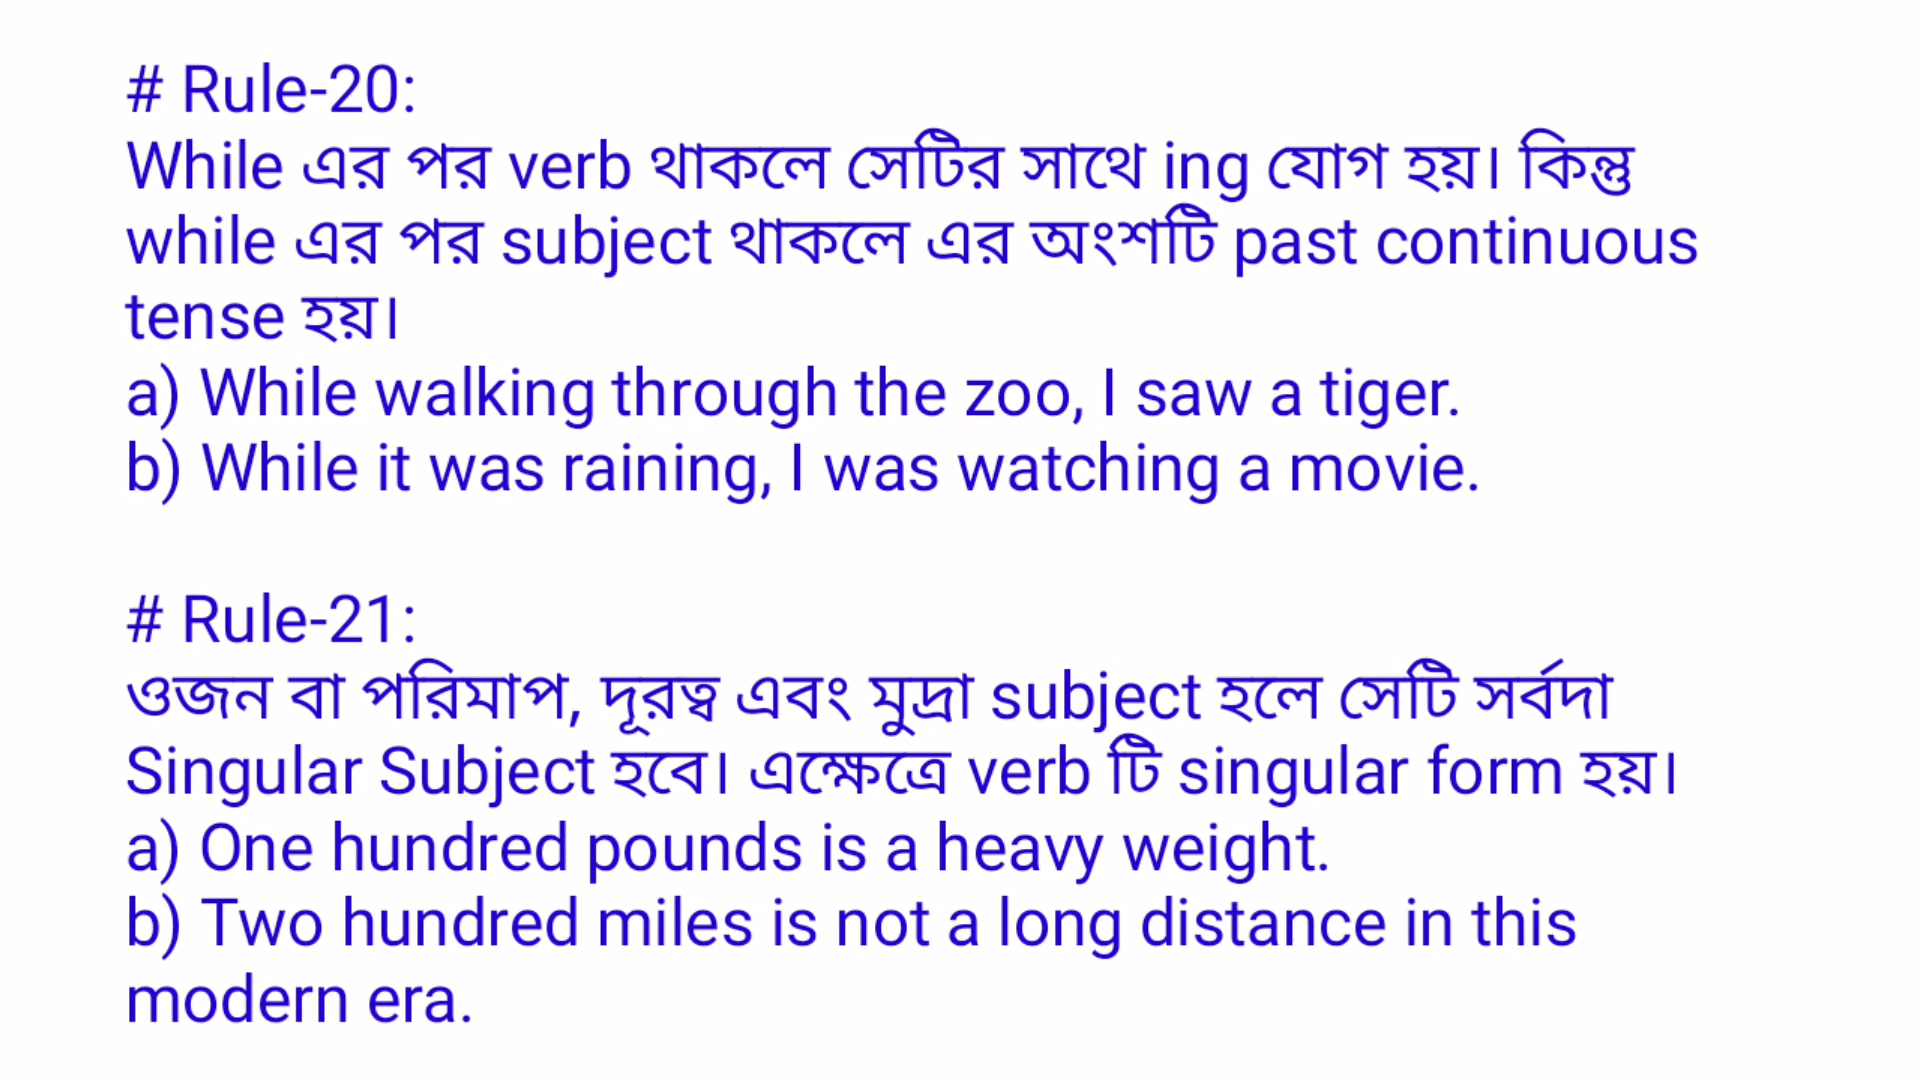 # Rule-20:
While এর পর verb থাকলে সেটির সাথে ing যোগ হয়। কিন্তু
while এর পর subject থাকলে এর অংশটি past continuous
tense হয়।
a) While walking through the zoo, I saw a tiger.
b) While it was raining, I was watching a movie.
# Rule-21:
ওজন বা পরিমাপ, দূরত্ব এবং মুদ্রা subject হলে সেটি সর্বদা
Singular Subject হবে। এক্ষেত্রে verb টি singular form হয়।
a) One hundred pounds is a heavy weight.
b) Two hundred miles is not a long distance in this
modern era.